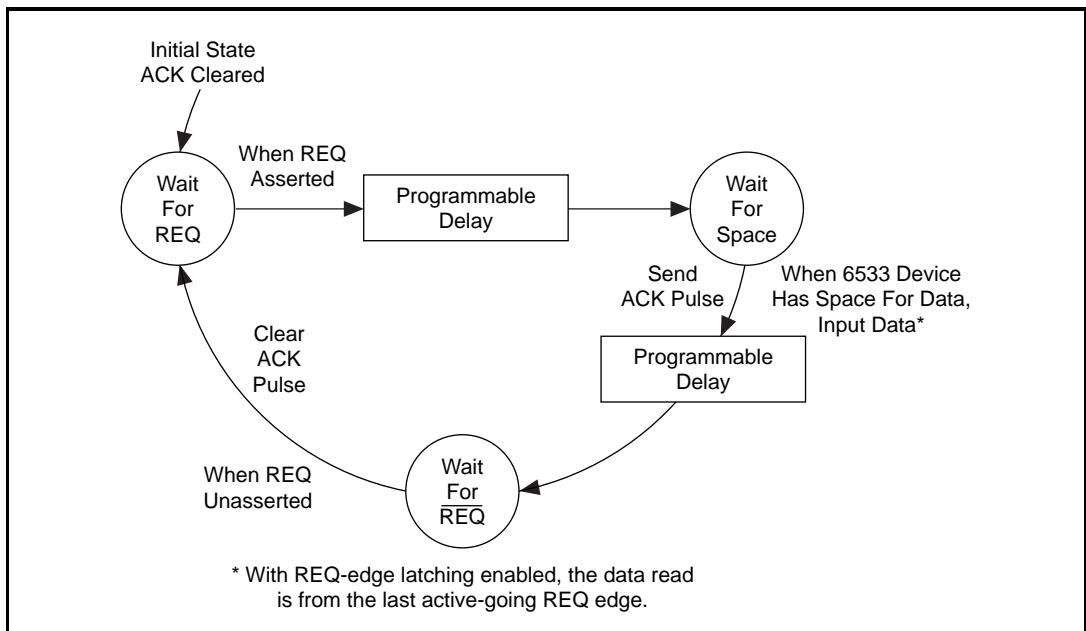 Initial State
ACK Cleared
Wait
For
REQ
When REQ
Asserted
Programmable
Delay
Wait
For
Space
Send
ACK Pulse
When 6533 Device
Has Space For Data,
Input Data*
Programmable
Delay
Wait
For
R̅E̅Q̅
When REQ
Unasserted
Clear
ACK
Pulse
* With REQ-edge latching enabled, the data read
is from the last active-going REQ edge.